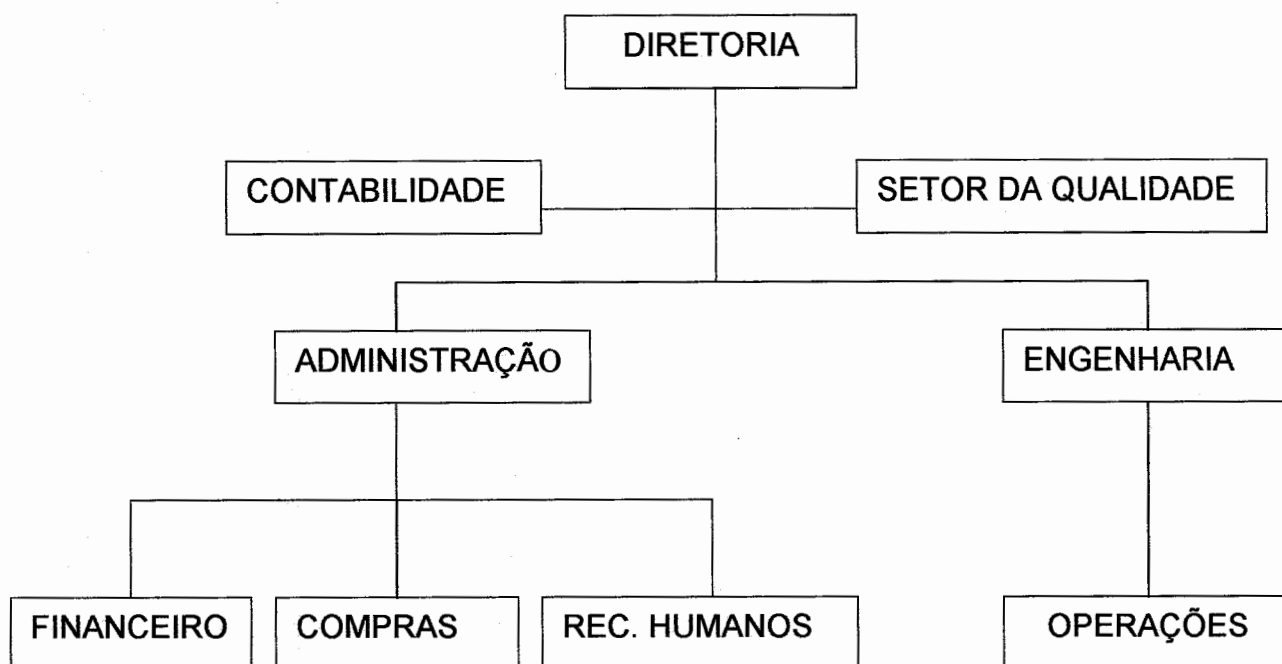 DIRETORIA
CONTABILIDADE
SETOR DA QUALIDADE
ADMINISTRAÇÃO
ENGENHARIA
FINANCEIRO
COMPRAS
REC. HUMANOS
OPERAÇÕES